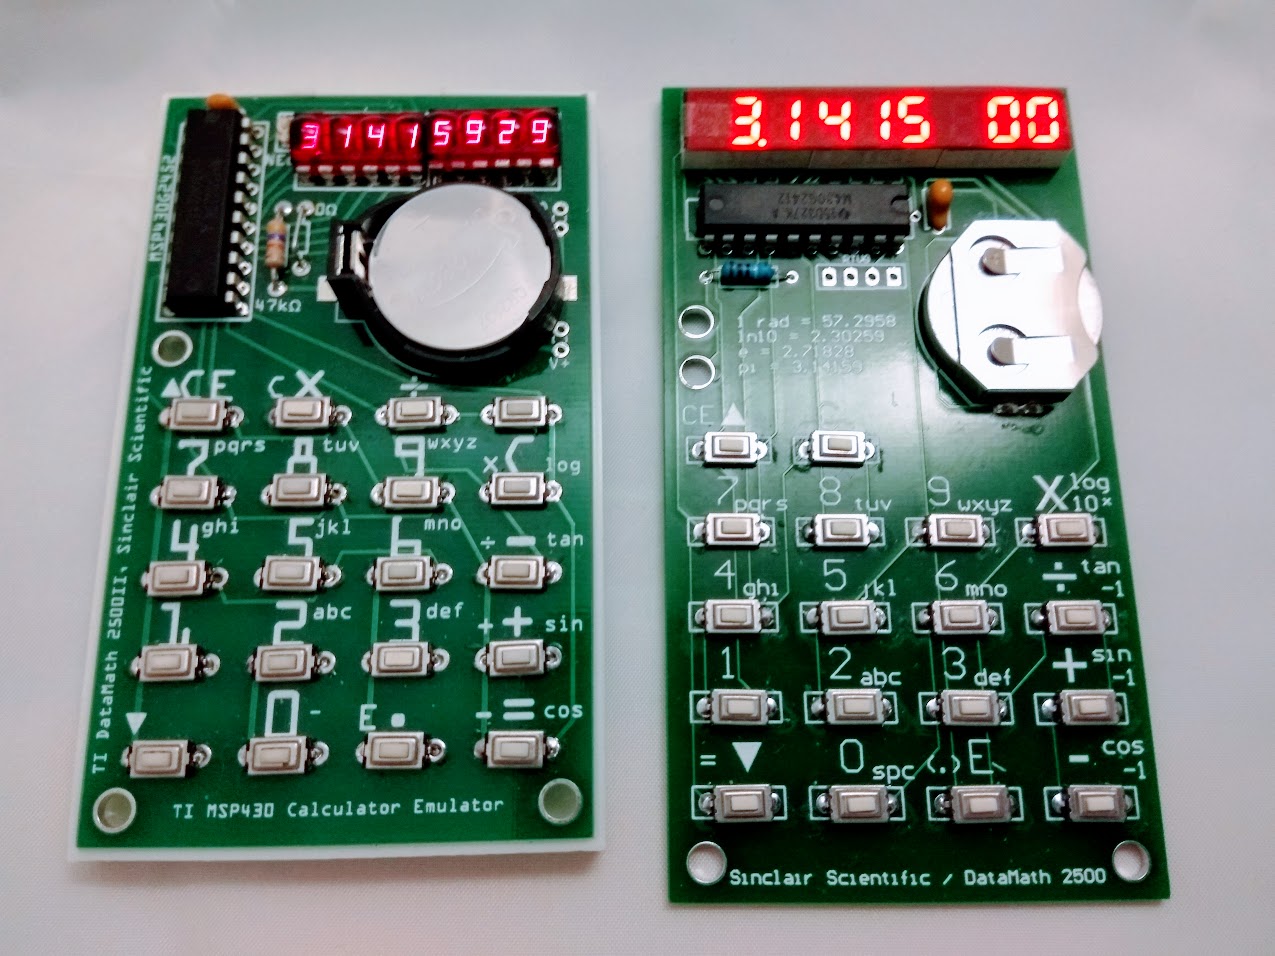 MSP430G2452
31415929
0Ω
47kΩ
V+
TI DataMath 2500II, Sinclair Scientific
▲CE C X ÷
7 pqrs 8 tuv 9 wxyz x C log
4 ghi 5 jkl 6 mno ÷ - tan
1 2 abc 3 def + + sin
▼ 0 - E . - = cos
TI MSP430 Calculator Emulator
3.1415 00
M430G2412
1 rad = 57.2958
ln10 = 2.30259
e = 2.71828
pi = 3.14159
CE ▲ C
7 pqrs 8 tuv 9 wxyz X log 10ˣ
4 ghi 5 jkl 6 mno ÷ tan -1
1 2 abc 3 def + sin -1
= ▼ 0 spc (.) E - cos -1
Sinclair Scientific / DataMath 2500